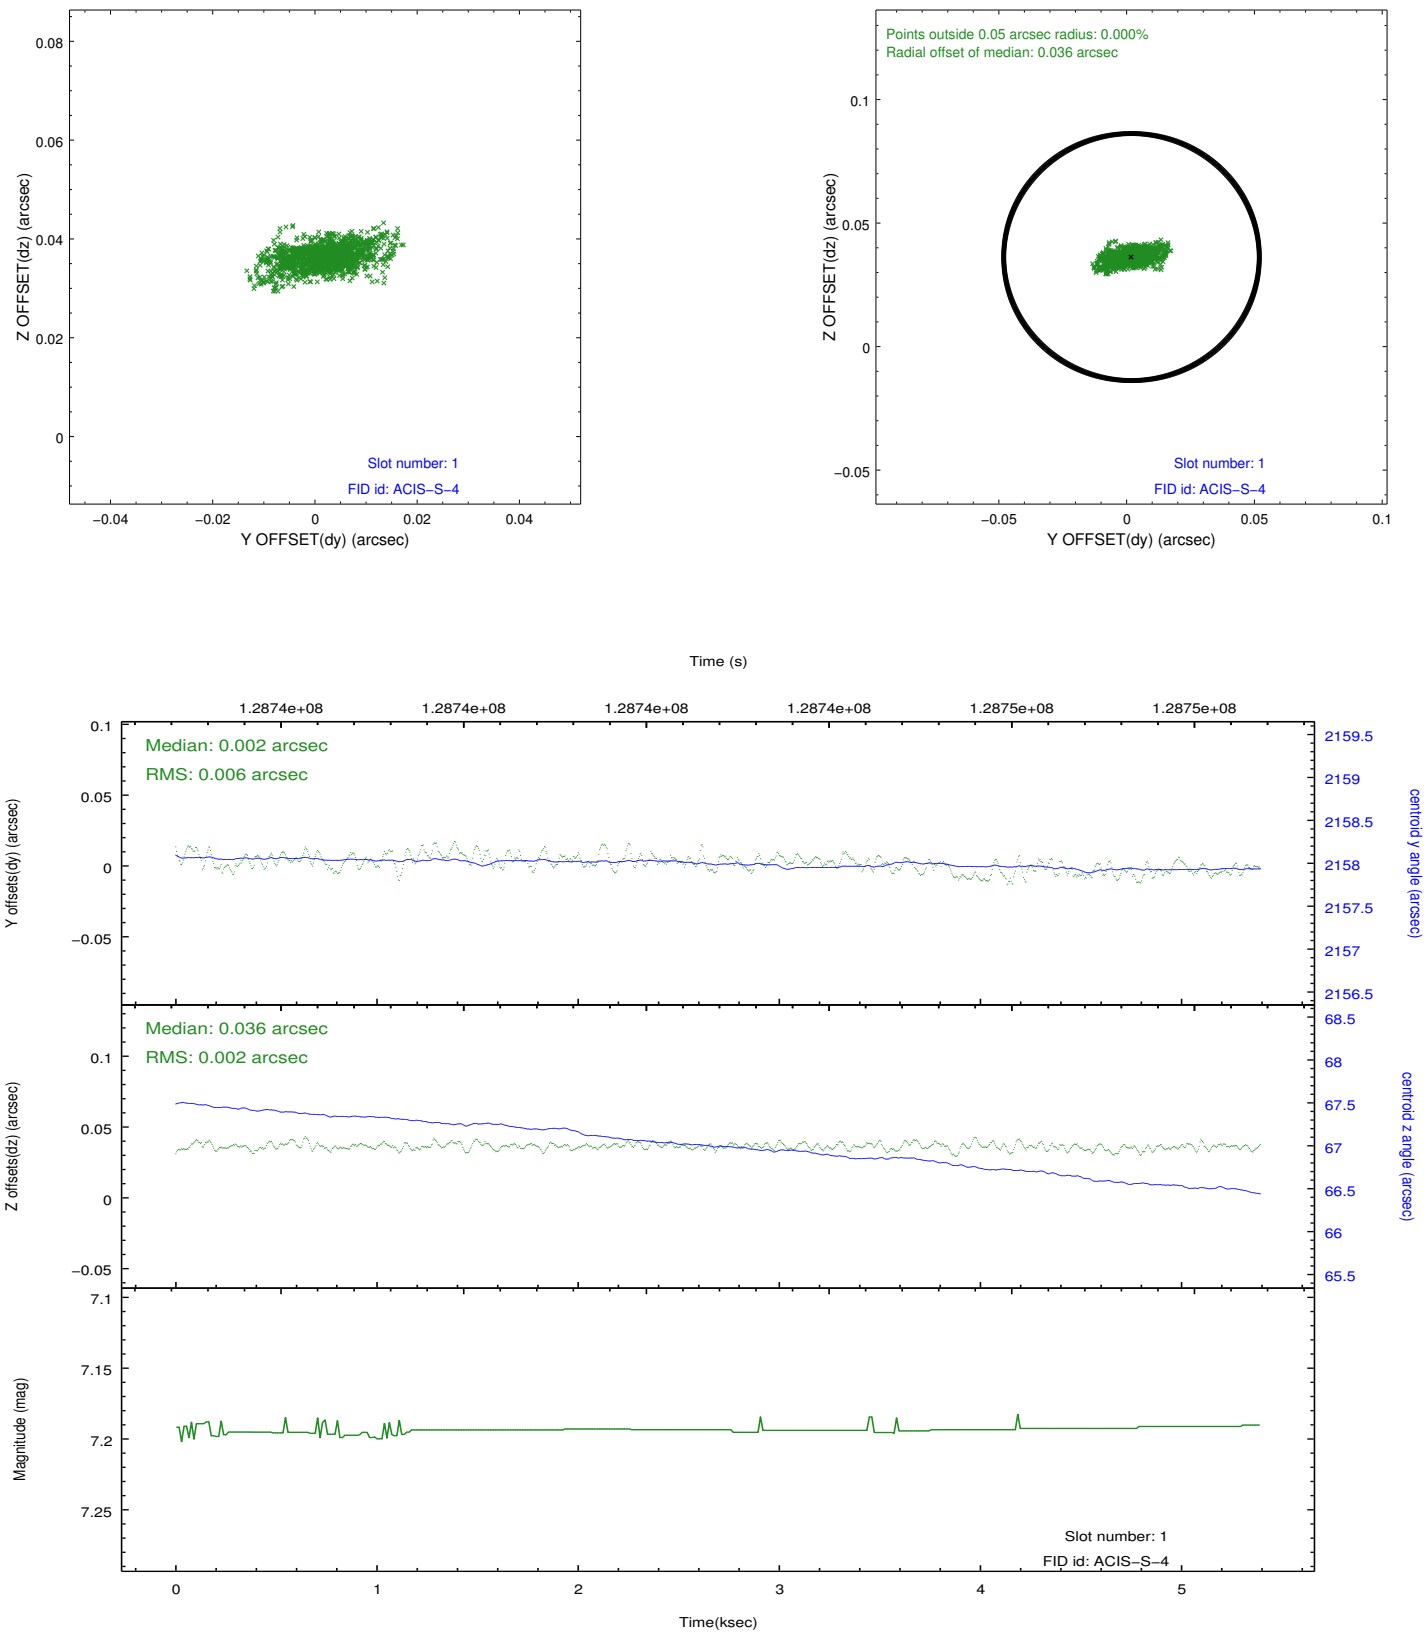 0.08
0.06
0.04
0.02
0
Z OFFSET(dz) (arcsec)
Slot number: 1
FID id: ACIS−S−4
−0.04
−0.02
0
0.02
0.04
Y OFFSET(dy) (arcsec)
Points outside 0.05 arcsec radius: 0.000%
Radial offset of median: 0.036 arcsec
0.1
0.05
0
−0.05
Z OFFSET(dz) (arcsec)
Slot number: 1
FID id: ACIS−S−4
−0.05
0
0.05
0.1
Y OFFSET(dy) (arcsec)
Time (s)
1.2874e+08
1.2874e+08
1.2874e+08
1.2874e+08
1.2875e+08
1.2875e+08
Median: 0.002 arcsec
RMS: 0.006 arcsec
0.1
0.05
0
−0.05
Y offsets(dy) (arcsec)
2159.5
2159
2158.5
2158
2157.5
2157
2156.5
centroid y angle (arcsec)
Median: 0.036 arcsec
RMS: 0.002 arcsec
0.1
0.05
0
−0.05
Z offsets(dz) (arcsec)
68.5
68
67.5
67
66.5
66
65.5
centroid z angle (arcsec)
7.1
7.15
7.2
7.25
Magnitude (mag)
Slot number: 1
FID id: ACIS−S−4
0
1
2
3
4
5
Time(ksec)